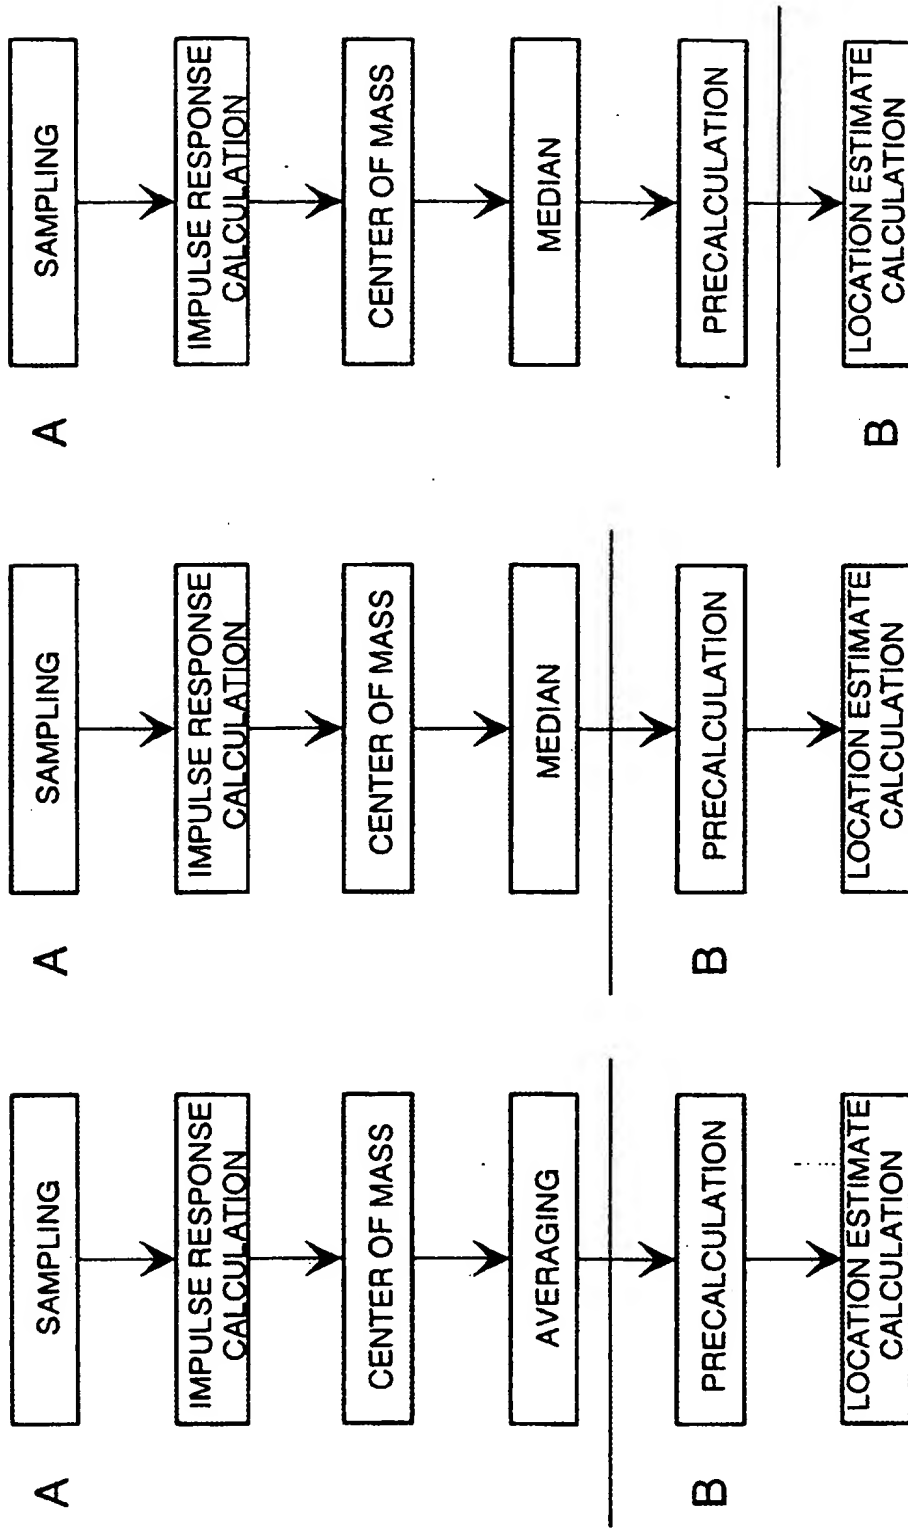 A
SAMPLING
IMPULSE RESPONSE
CALCULATION
CENTER OF MASS
AVERAGING
B
PRECALCULATION
LOCATION ESTIMATE
CALCULATION
A
SAMPLING
IMPULSE RESPONSE
CALCULATION
CENTER OF MASS
MEDIAN
B
PRECALCULATION
LOCATION ESTIMATE
CALCULATION
A
SAMPLING
IMPULSE RESPONSE
CALCULATION
CENTER OF MASS
MEDIAN
PRECALCULATION
B
LOCATION ESTIMATE
CALCULATION